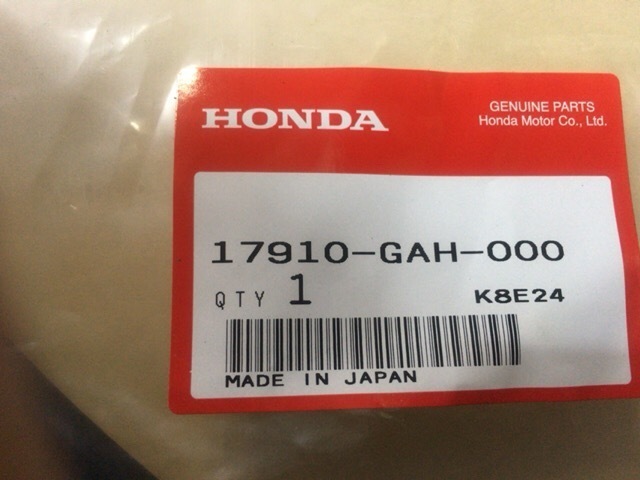 HONDA
GENUINE PARTS
Honda Motor Co., Ltd.
17910-GAH-000
QTY 1
K8E24
MADE IN JAPAN